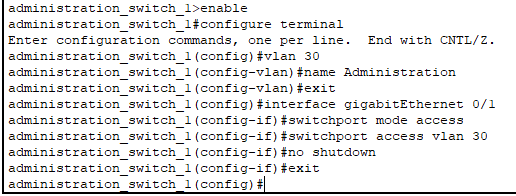 administration_switch_1>enable
administration_switch_1#configure terminal
Enter configuration commands, one per line.  End with CNTL/Z.
administration_switch_1(config)#vlan 30
administration_switch_1(config-vlan)#name Administration
administration_switch_1(config-vlan)#exit
administration_switch_1(config)#interface gigabitEthernet 0/1
administration_switch_1(config-if)#switchport mode access
administration_switch_1(config-if)#switchport access vlan 30
administration_switch_1(config-if)#no shutdown
administration_switch_1(config-if)#exit
administration_switch_1(config)#